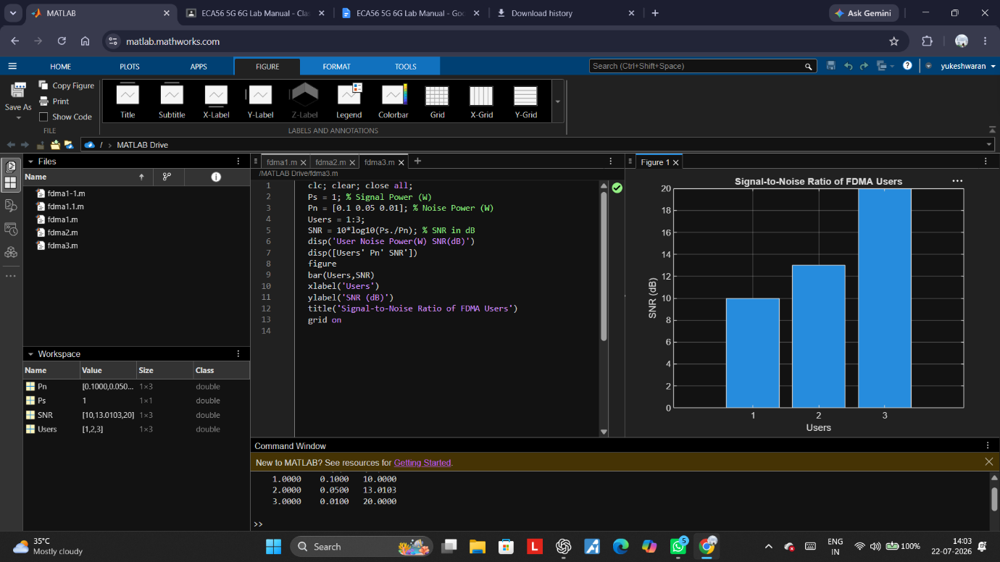 MATLAB
ECA56 5G 6G Lab Manual - Clas
ECA56 5G 6G Lab Manual - Goo
Download history
Ask Gemini
matlab.mathworks.com
HOME PLOTS APPS FIGURE FORMAT TOOLS
Search (Ctrl+Shift+Space)
yukeshwaran
Save As
Copy Figure
Print
Show Code
FILE
Title Subtitle X-Label Y-Label Z-Label Legend Colorbar Grid X-Grid Y-Grid
LABELS AND ANNOTATIONS
/ > MATLAB Drive
Files
Name
fdma1-1.m
fdma1.1.m
fdma1.m
fdma2.m
fdma3.m
Workspace
Name Value Size Class
Pn [0.1000,0.050... 1×3 double
Ps 1 1×1 double
SNR [10,13.0103,20] 1×3 double
Users [1,2,3] 1×3 double
fdma1.m fdma2.m fdma3.m
/MATLAB Drive/fdma3.m
1 clc; clear; close all;
2 Ps = 1; % Signal Power (W)
3 Pn = [0.1 0.05 0.01]; % Noise Power (W)
4 Users = 1:3;
5 SNR = 10*log10(Ps./Pn); % SNR in dB
6 disp('User Noise Power(W) SNR(dB)')
7 disp([Users' Pn' SNR'])
8 figure
9 bar(Users,SNR)
10 xlabel('Users')
11 ylabel('SNR (dB)')
12 title('Signal-to-Noise Ratio of FDMA Users')
13 grid on
14
Figure 1
Signal-to-Noise Ratio of FDMA Users
20
18
16
14
12
10
8
6
4
2
0
SNR (dB)
1 2 3
Users
Command Window
New to MATLAB? See resources for Getting Started.
1.0000 0.1000 10.0000
2.0000 0.0500 13.0103
3.0000 0.0100 20.0000
>>
35°C
Mostly cloudy
Search
L
5
ENG
IN
100%
14:03
22-07-2026